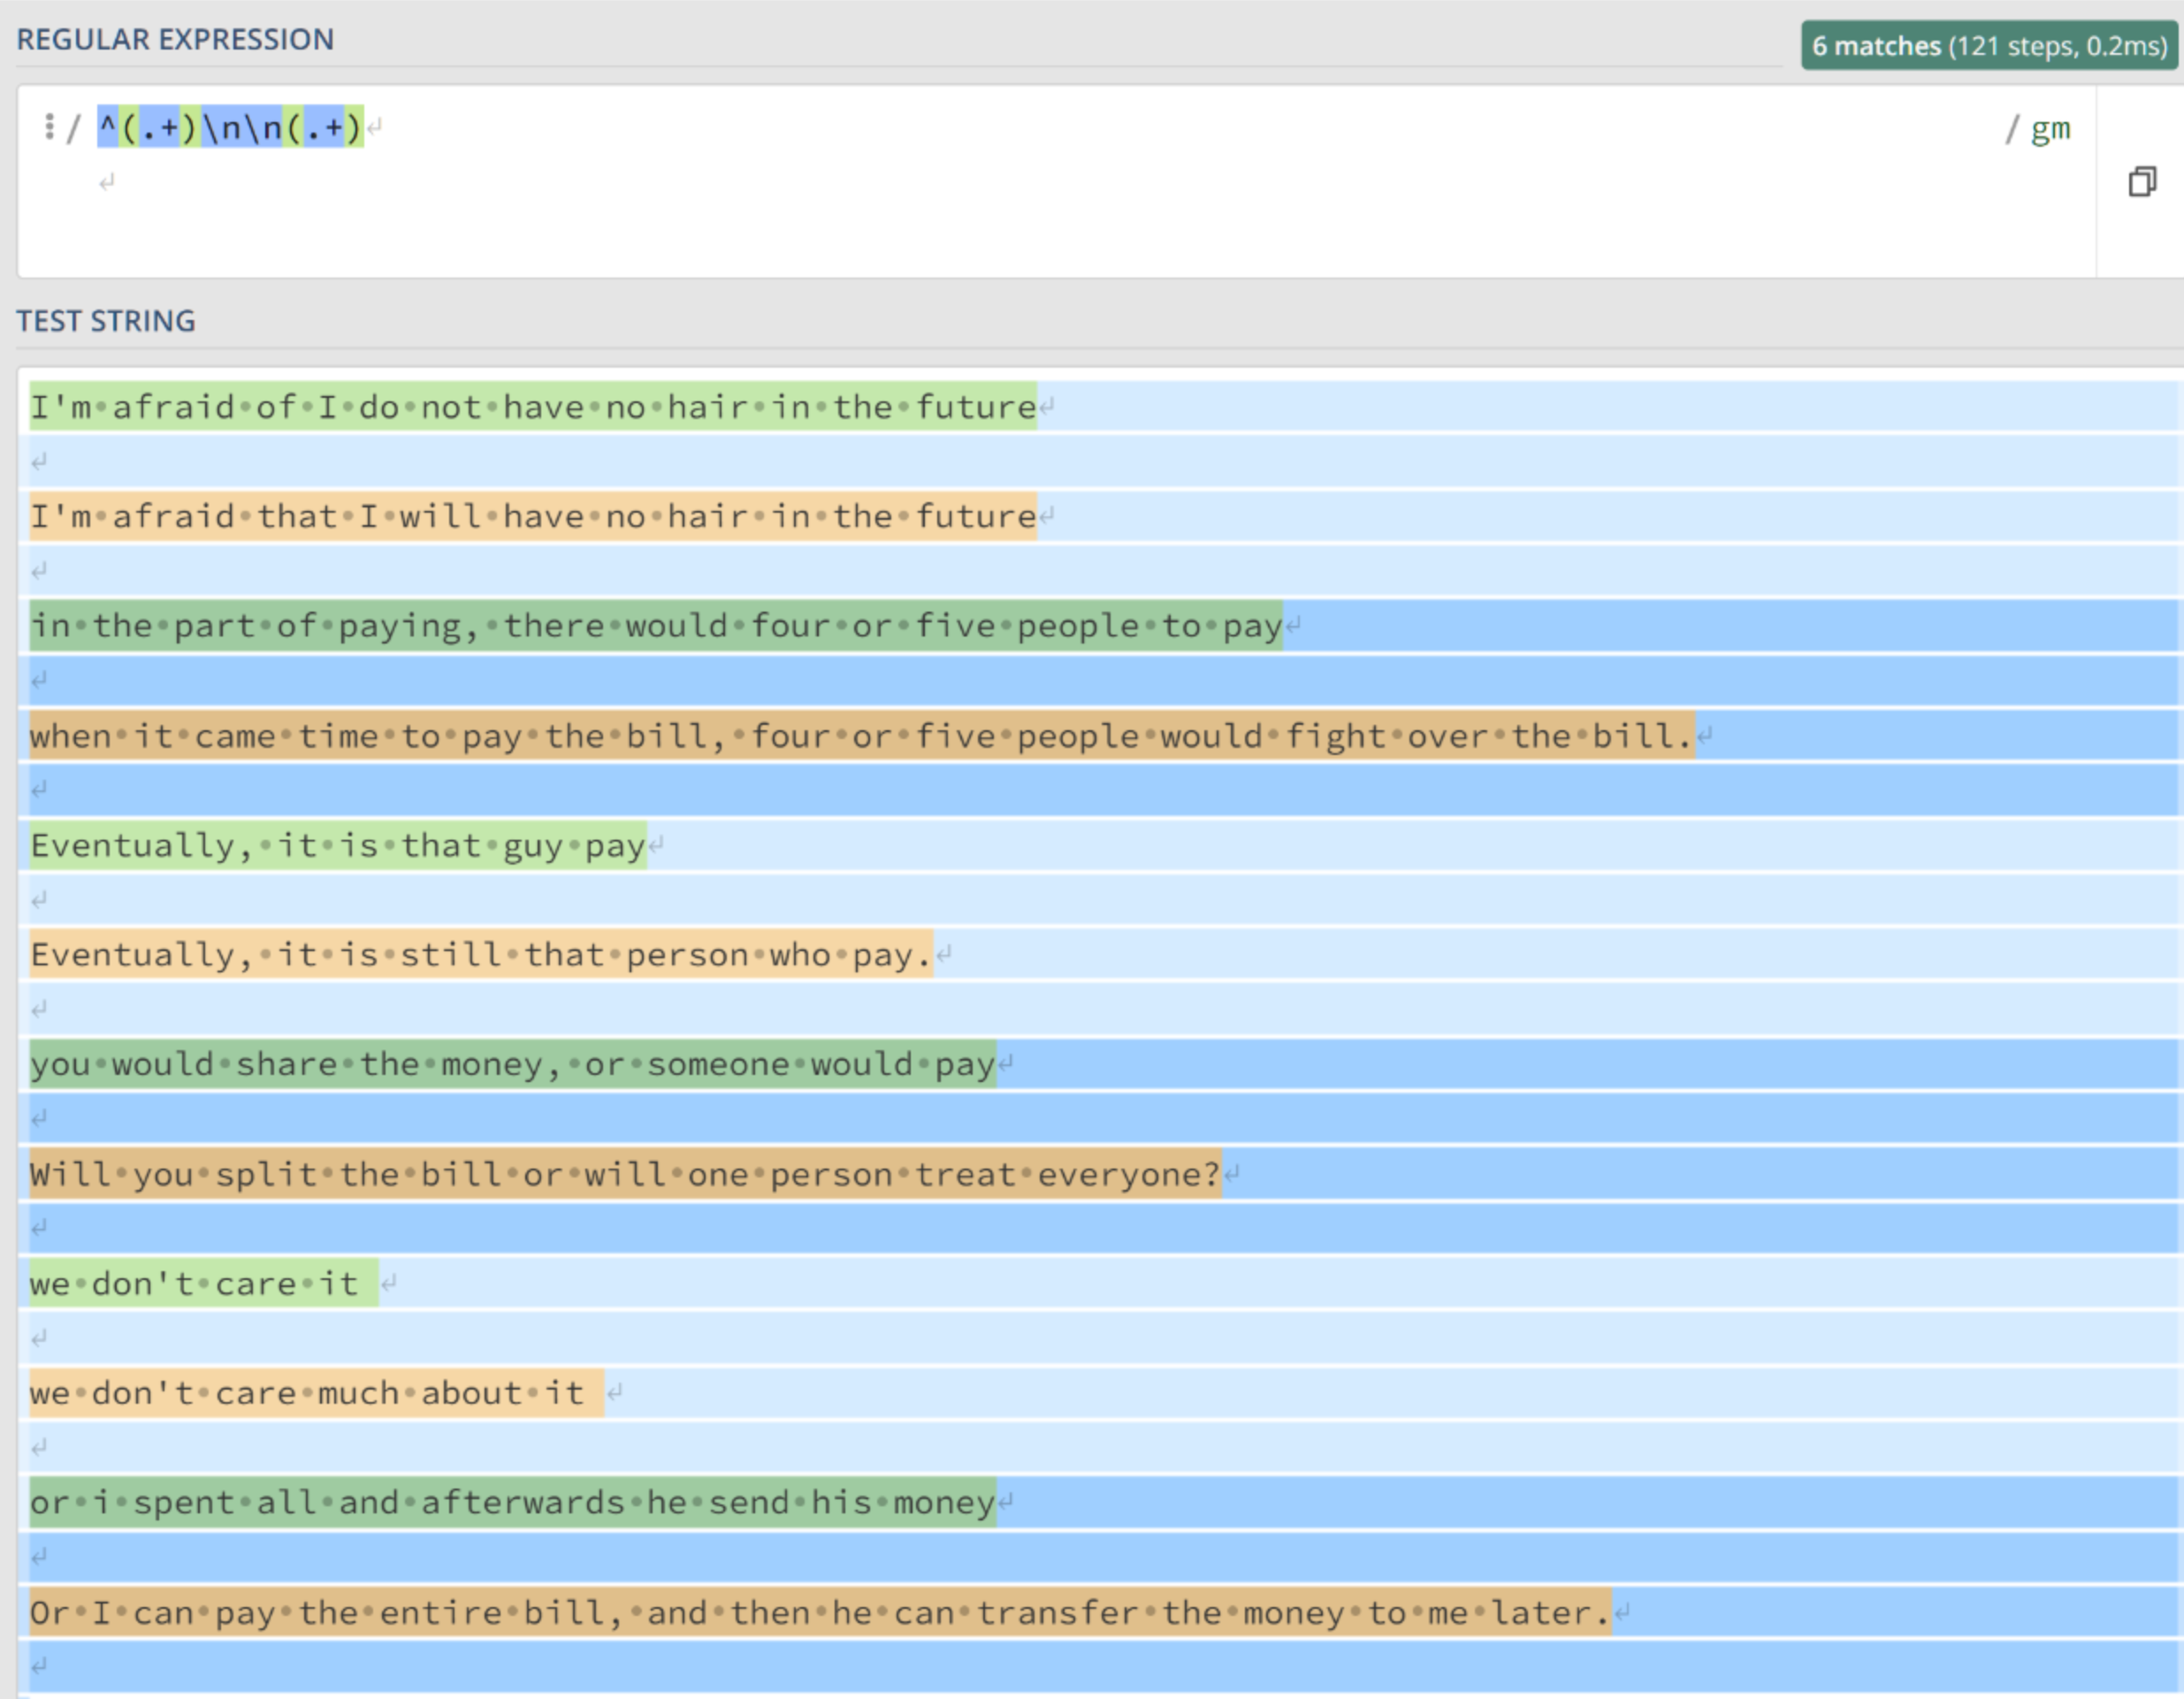 REGULAR EXPRESSION
6 matches (121 steps, 0.2ms)
/ ^(.+)\n\n(.+) / gm
TEST STRING
I'm afraid of I do not have no hair in the future
I'm afraid that I will have no hair in the future
in the part of paying, there would four or five people to pay
when it came time to pay the bill, four or five people would fight over the bill.
Eventually, it is that guy pay
Eventually, it is still that person who pay.
you would share the money, or someone would pay
Will you split the bill or will one person treat everyone?
we don't care it
we don't care much about it
or i spent all and afterwards he send his money
Or I can pay the entire bill, and then he can transfer the money to me later.